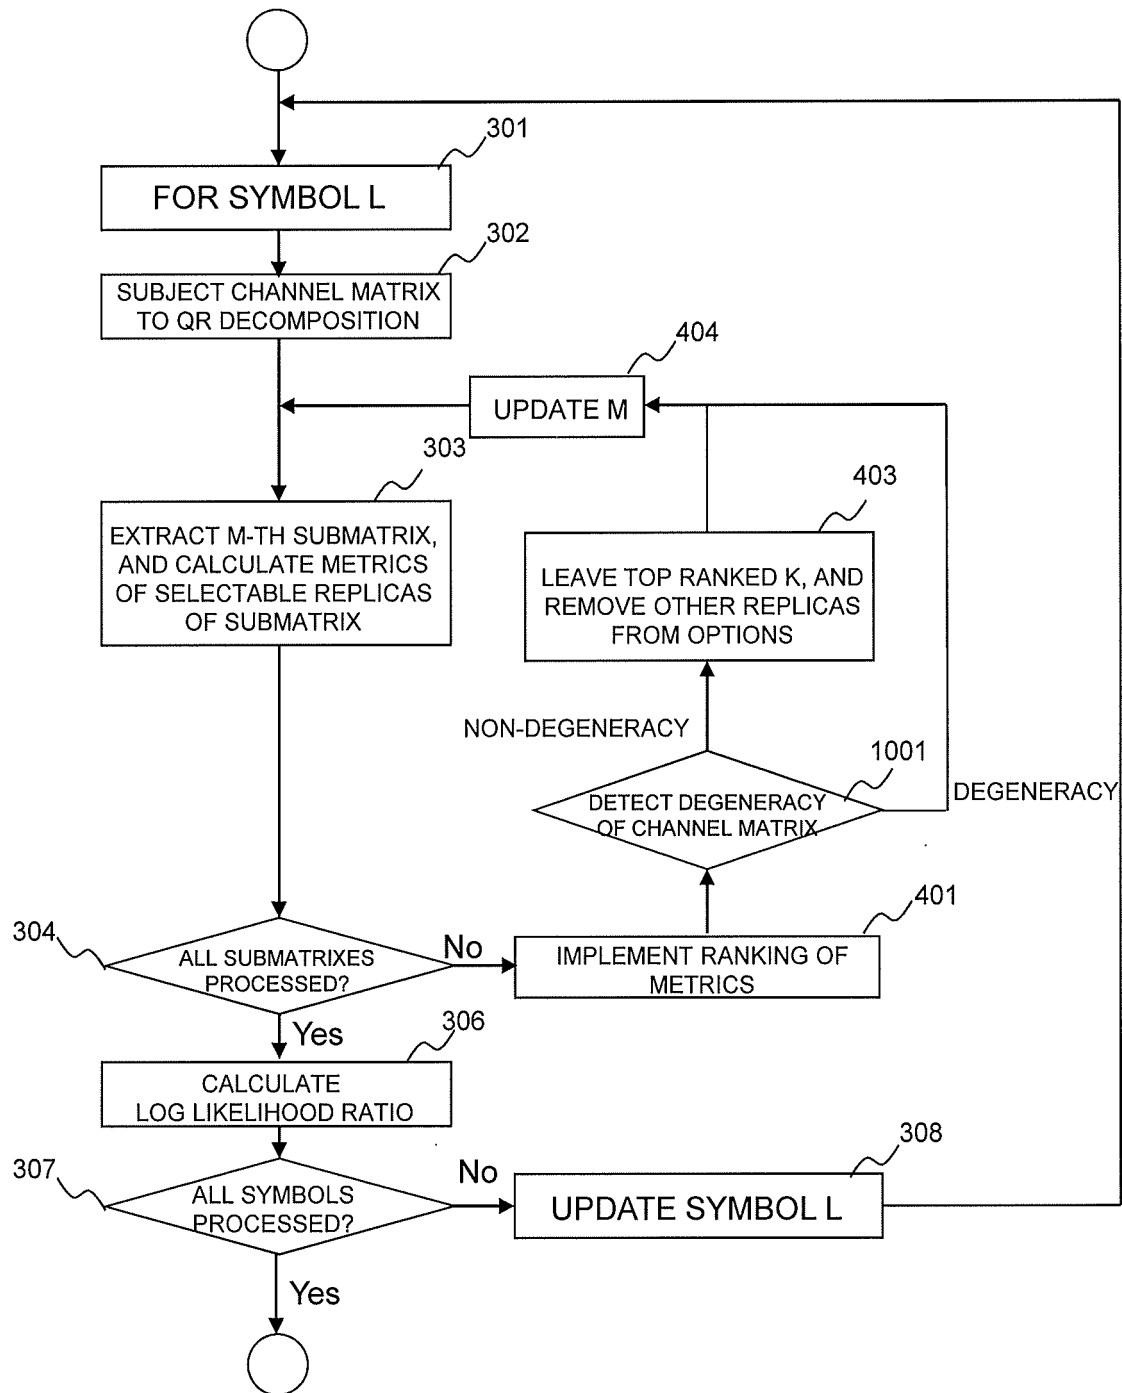 301
FOR SYMBOL L
302
SUBJECT CHANNEL MATRIX
TO QR DECOMPOSITION
404
UPDATE M
303
EXTRACT M-TH SUBMATRIX,
AND CALCULATE METRICS
OF SELECTABLE REPLICAS
OF SUBMATRIX
403
LEAVE TOP RANKED K, AND
REMOVE OTHER REPLICAS
FROM OPTIONS
NON-DEGENERACY
1001
DETECT DEGENERACY
OF CHANNEL MATRIX
DEGENERACY
304
ALL SUBMATRIXES
PROCESSED?
No
401
IMPLEMENT RANKING OF
METRICS
Yes
306
CALCULATE
LOG LIKELIHOOD RATIO
307
ALL SYMBOLS
PROCESSED?
No
308
UPDATE SYMBOL L
Yes